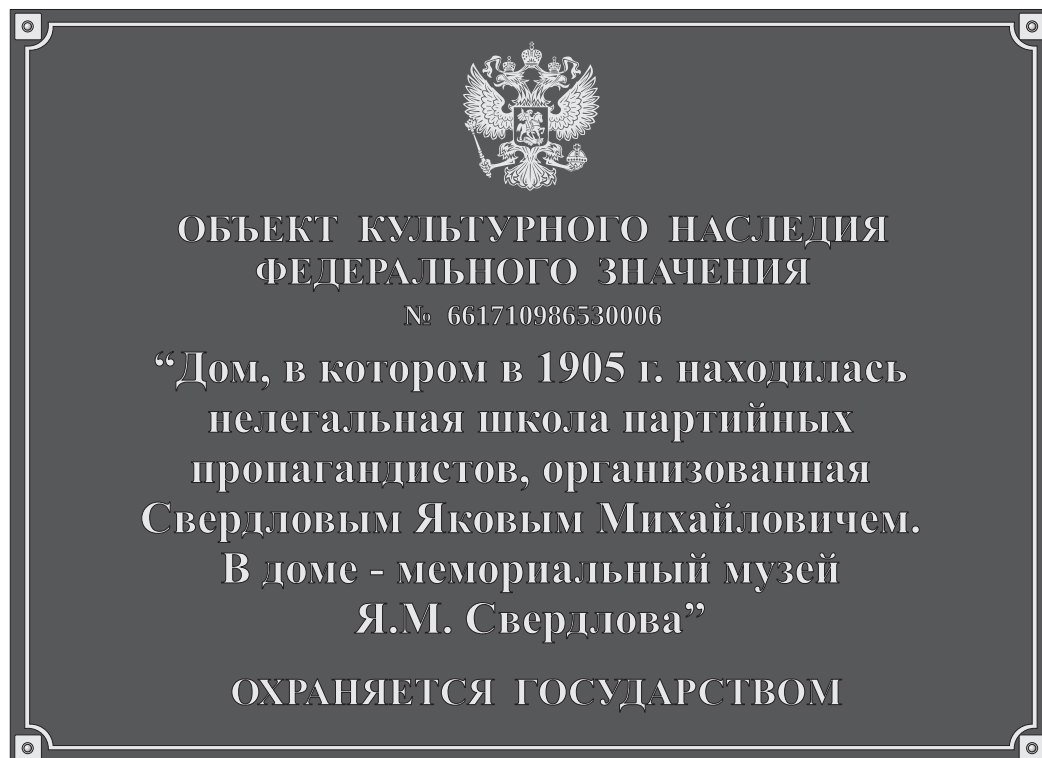 ОБЪЕКТ КУЛЬТУРНОГО НАСЛЕДИЯ
ФЕДЕРАЛЬНОГО ЗНАЧЕНИЯ
№ 661710986530006
“Дом, в котором в 1905 г. находилась
нелегальная школа партийных
пропагандистов, организованная
Свердловым Яковым Михайловичем.
В доме - мемориальный музей
Я.М. Свердлова”
ОХРАНЯЕТСЯ ГОСУДАРСТВОМ